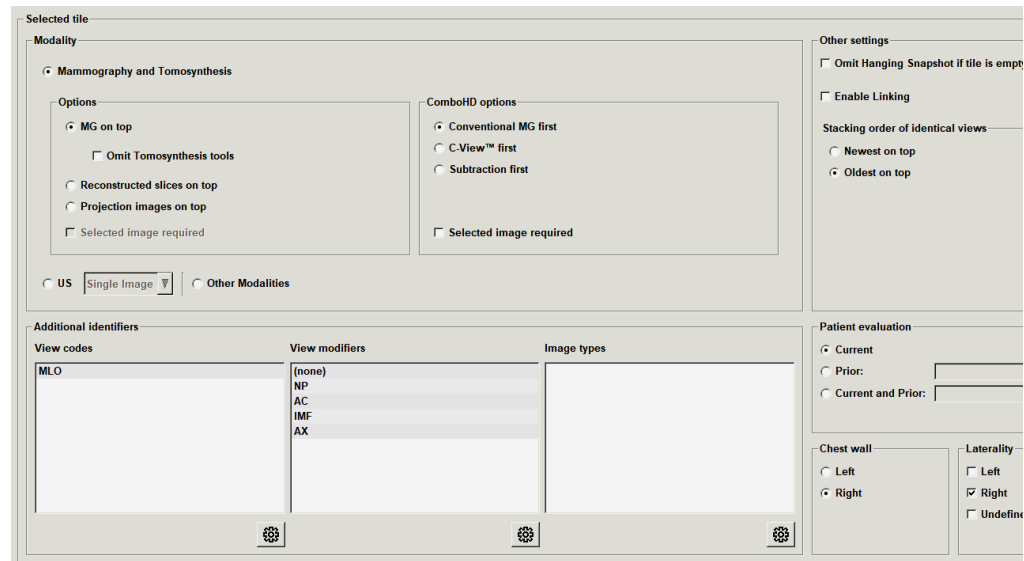 Selected tile
Modality
Mammography and Tomosynthesis
Options
MG on top
Omit Tomosynthesis tools
Reconstructed slices on top
Projection images on top
Selected image required
ComboHD options
Conventional MG first
C-View™ first
Subtraction first
Selected image required
US
Single Image
Other Modalities
Other settings
Omit Hanging Snapshot if tile is empty
Enable Linking
Stacking order of identical views
Newest on top
Oldest on top
Additional identifiers
View codes
MLO
View modifiers
(none)
NP
AC
IMF
AX
Image types
Patient evaluation
Current
Prior:
Current and Prior:
Chest wall
Left
Right
Laterality
Left
Right
Undefine